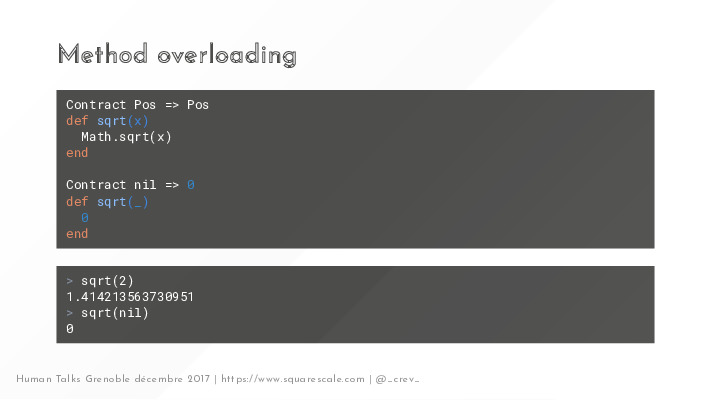 Method overloading
Contract Pos => Pos
def sqrt(x)
  Math.sqrt(x)
end
Contract nil => 0
def sqrt(_)
  0
end
> sqrt(2)
1.414213563730951
> sqrt(nil)
0
Human Talks Grenoble décembre 2017 | https://www.squarescale.com | @_crev_